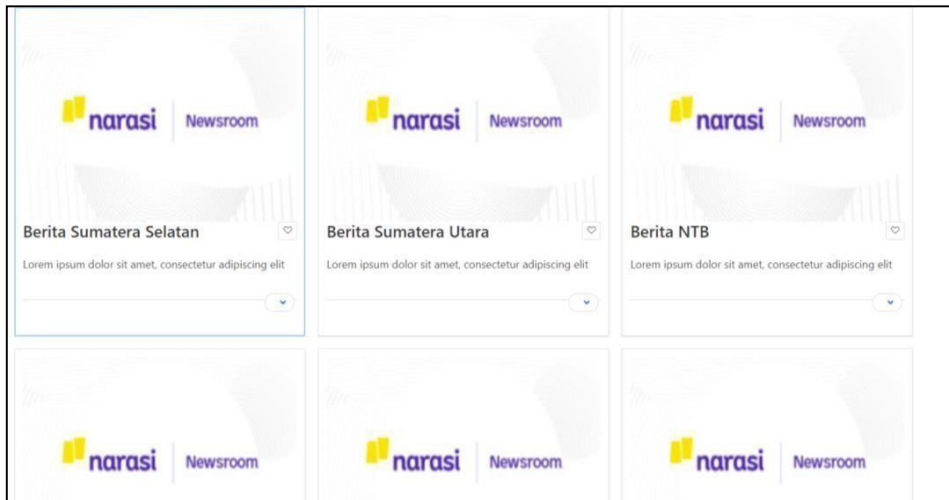 narasi Newsroom
narasi Newsroom
narasi Newsroom
Berita Sumatera Selatan
Lorem ipsum dolor sit amet, consectetur adipiscing elit
Berita Sumatera Utara
Lorem ipsum dolor sit amet, consectetur adipiscing elit
Berita NTB
Lorem ipsum dolor sit amet, consectetur adipiscing elit
narasi Newsroom
narasi Newsroom
narasi Newsroom